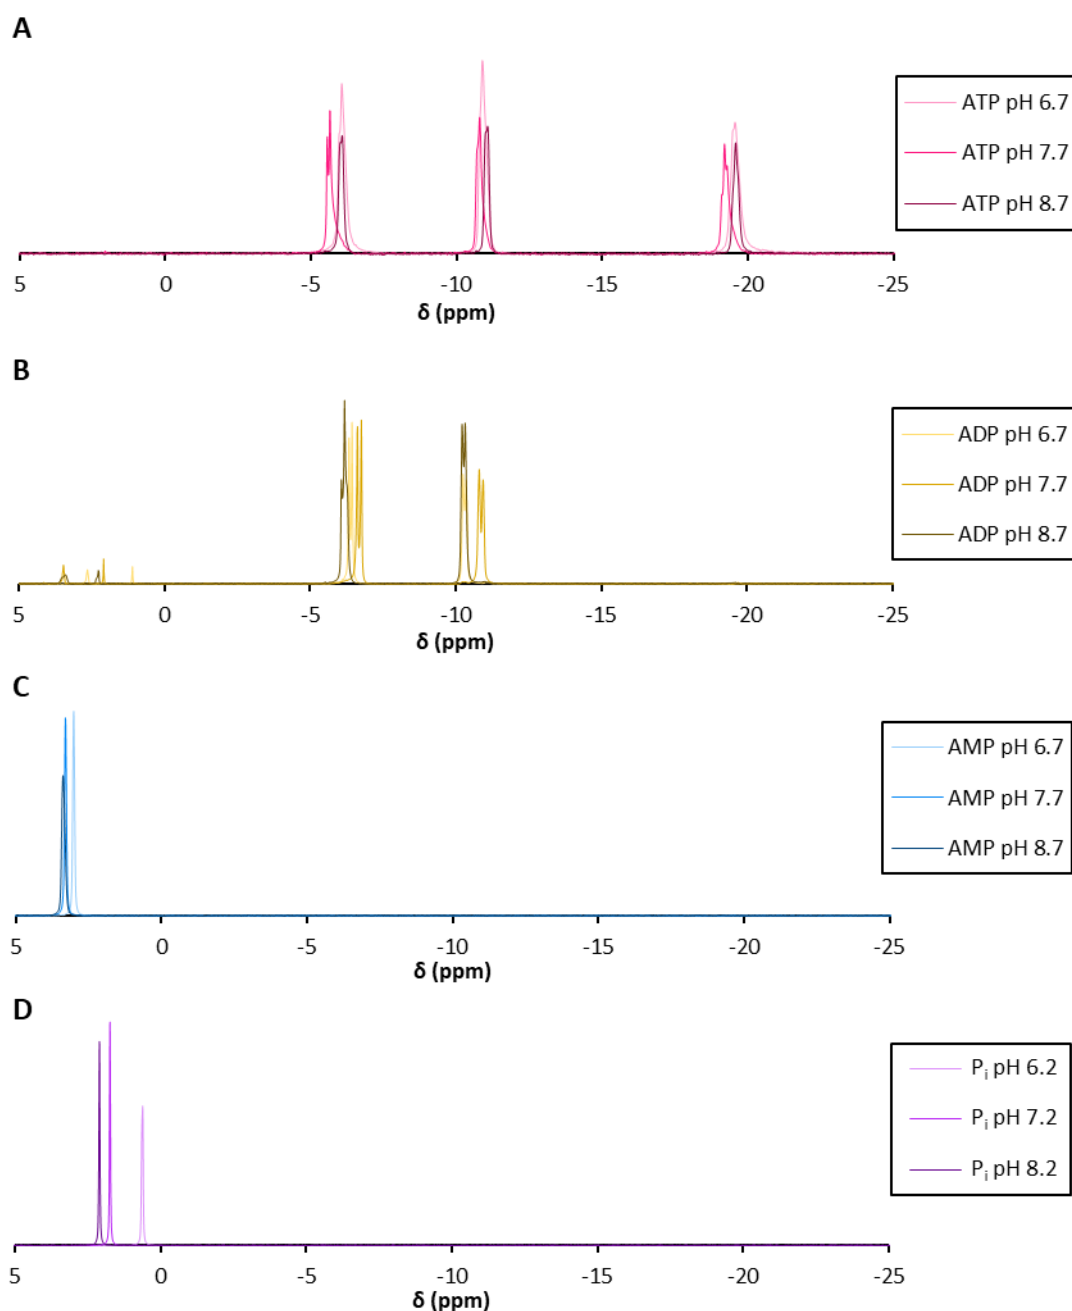 A
ATP pH 6.7
ATP pH 7.7
ATP pH 8.7
5 0 -5 -10 -15 -20 -25
δ (ppm)
B
ADP pH 6.7
ADP pH 7.7
ADP pH 8.7
5 0 -5 -10 -15 -20 -25
δ (ppm)
C
AMP pH 6.7
AMP pH 7.7
AMP pH 8.7
5 0 -5 -10 -15 -20 -25
δ (ppm)
D
Pi pH 6.2
Pi pH 7.2
Pi pH 8.2
5 0 -5 -10 -15 -20 -25
δ (ppm)